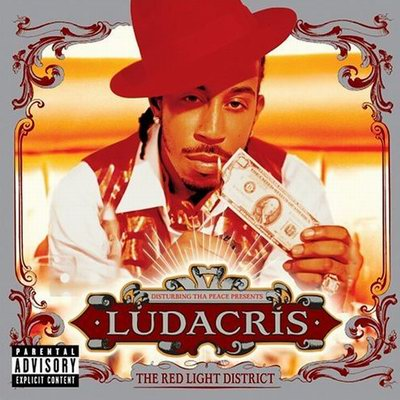 DISTURBING THA PEACE PRESENTS
·LUDACRIS·
THE RED LIGHT DISTRICT
PARENTAL
ADVISORY
EXPLICIT CONTENT